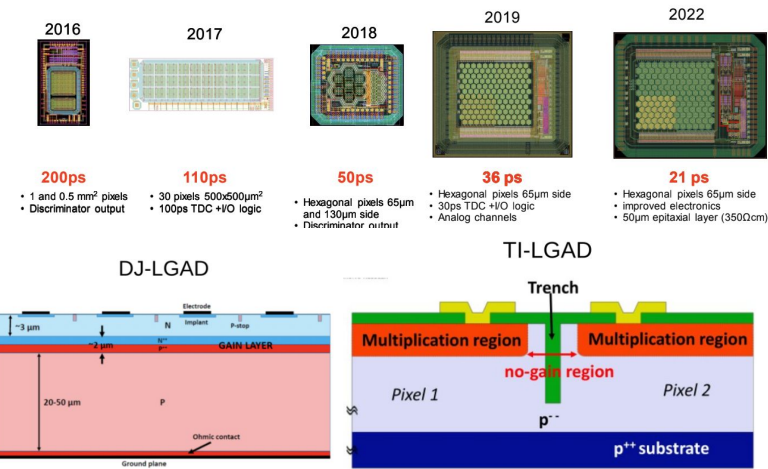 2016
2017
2018
2019
2022
200ps
• 1 and 0.5 mm² pixels
• Discriminator output
110ps
• 30 pixels 500x500µm²
• 100ps TDC +I/O logic
50ps
• Hexagonal pixels 65µm
and 130µm side
• Discriminator output
36 ps
• Hexagonal pixels 65µm side
• 30ps TDC +I/O logic
• Analog channels
21 ps
• Hexagonal pixels 65µm side
• improved electronics
• 50µm epitaxial layer (350Ωcm)
DJ-LGAD
Electrode
~3 µm
N
Implant
P-stop
~2 µm
N⁺⁺
P⁺⁺
GAIN LAYER
20-50 µm
P
Ohmic contact
Ground plane
TI-LGAD
Trench
Multiplication region
Multiplication region
no-gain region
Pixel 1
Pixel 2
p⁻⁻
p⁺⁺ substrate